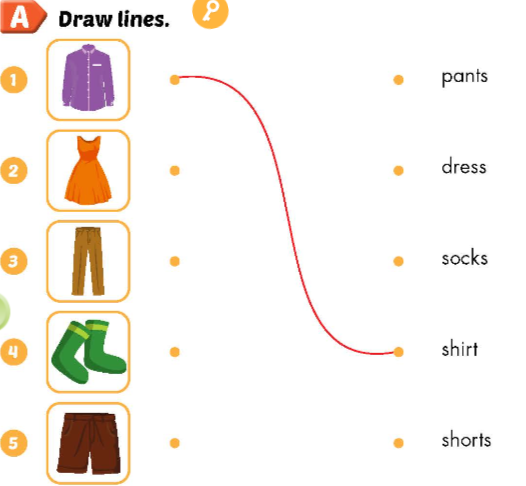 A Draw lines.
1 pants
2 dress
3 socks
4 shirt
5 shorts